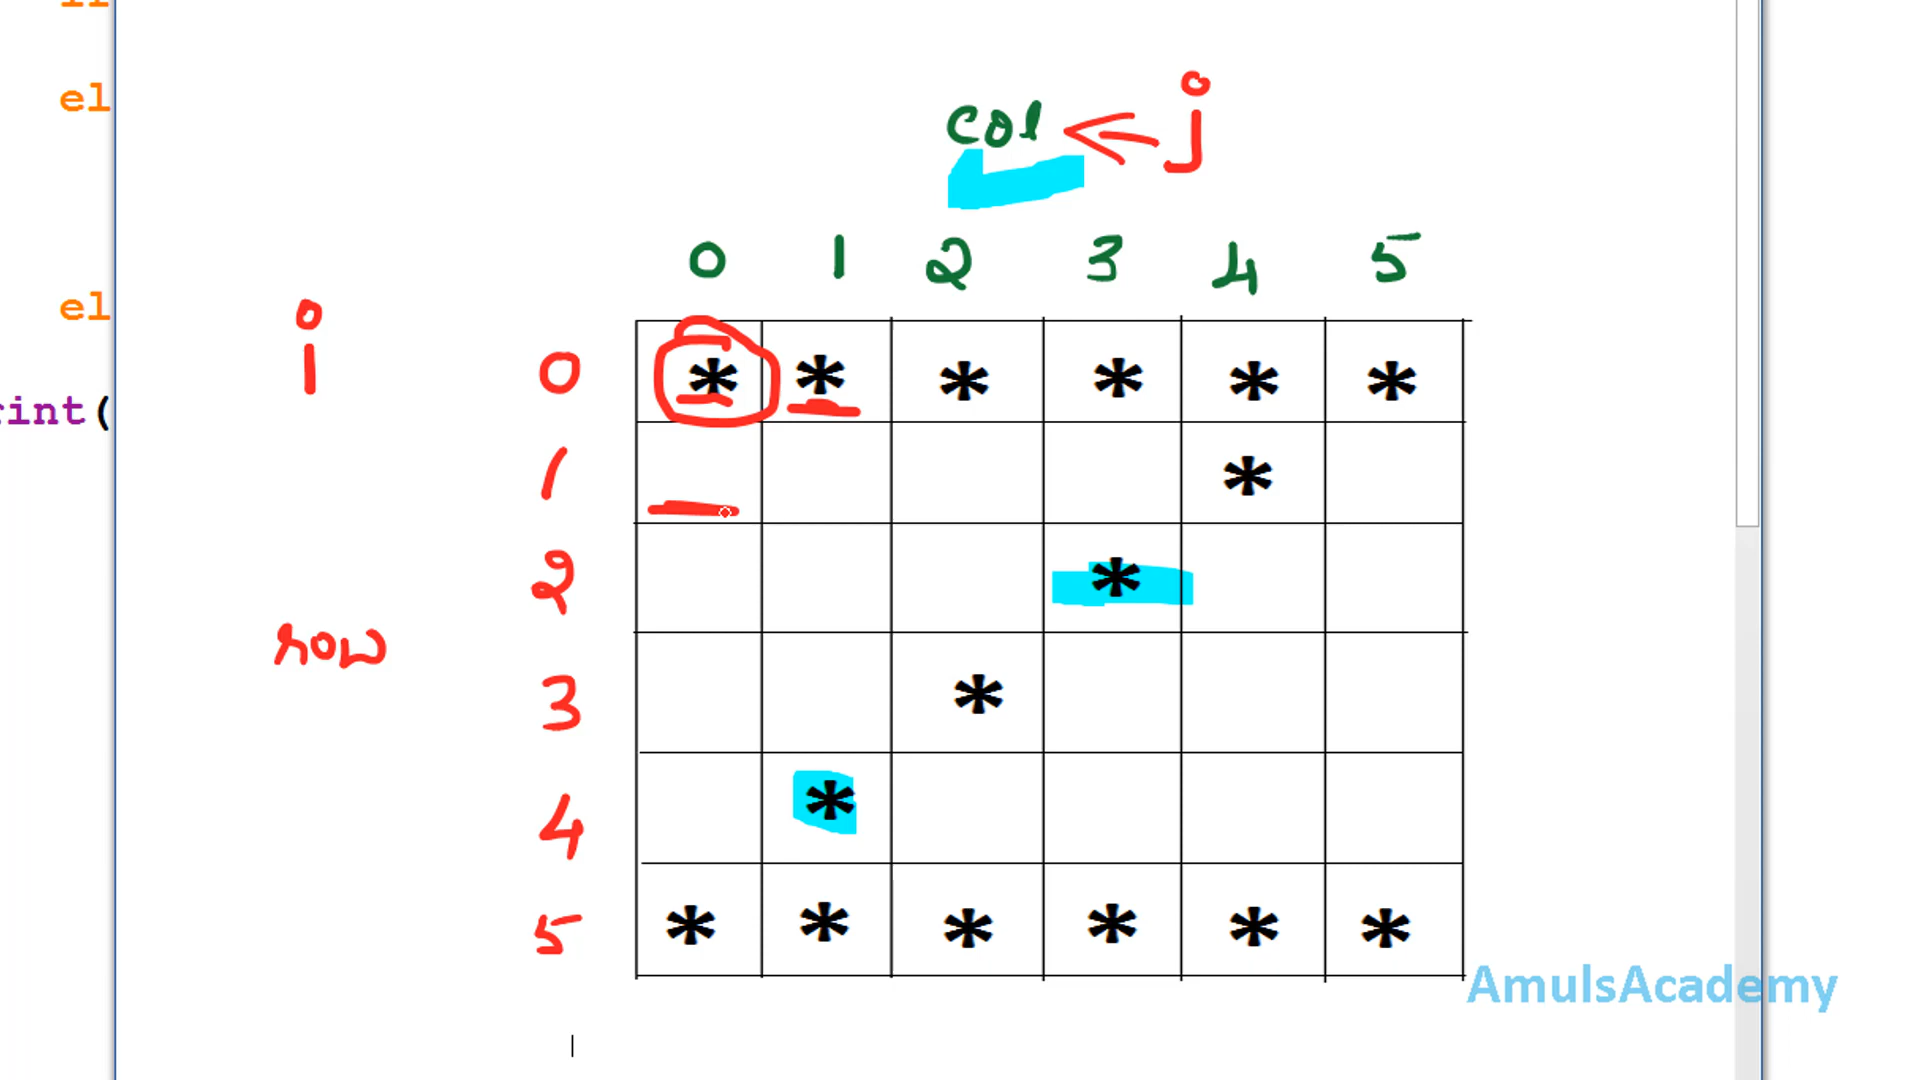 el
col ← j
0 1 2 3 4 5
el
i
0 * * * * * *
int(
1 *
2 *
row
3 *
4 *
5 * * * * * *
AmulsAcademy